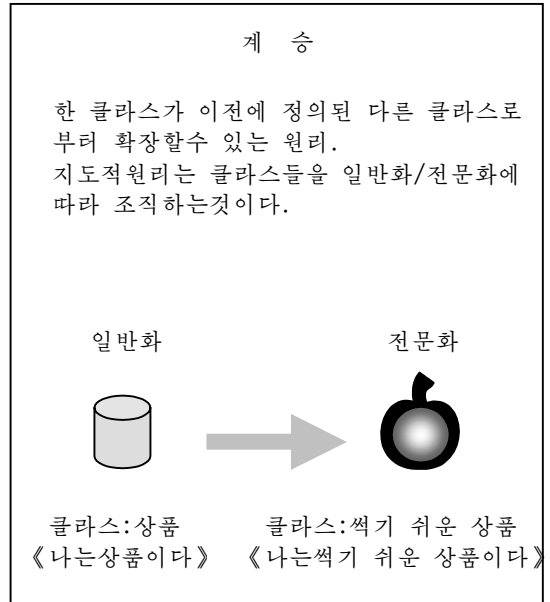 계 승
한 클라스가 이전에 정의된 다른 클라스로
부터 확장할수 있는 원리.
지도적원리는 클라스들을 일반화/전문화에
따라 조직하는것이다.
일반화 전문화
클라스:상품 클라스:썩기 쉬운 상품
《나는상품이다》 《나는썩기 쉬운 상품이다》